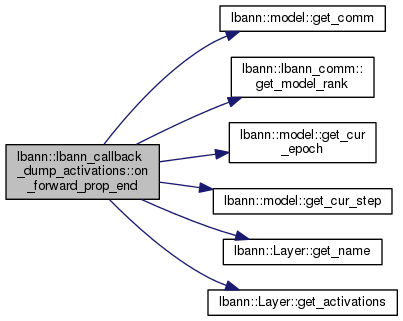 lbann::model::get_comm
lbann::lbann_comm::
get_model_rank
lbann::lbann_callback
_dump_activations::on
_forward_prop_end
lbann::model::get_cur
_epoch
lbann::model::get_cur_step
lbann::Layer::get_name
lbann::Layer::get_activations